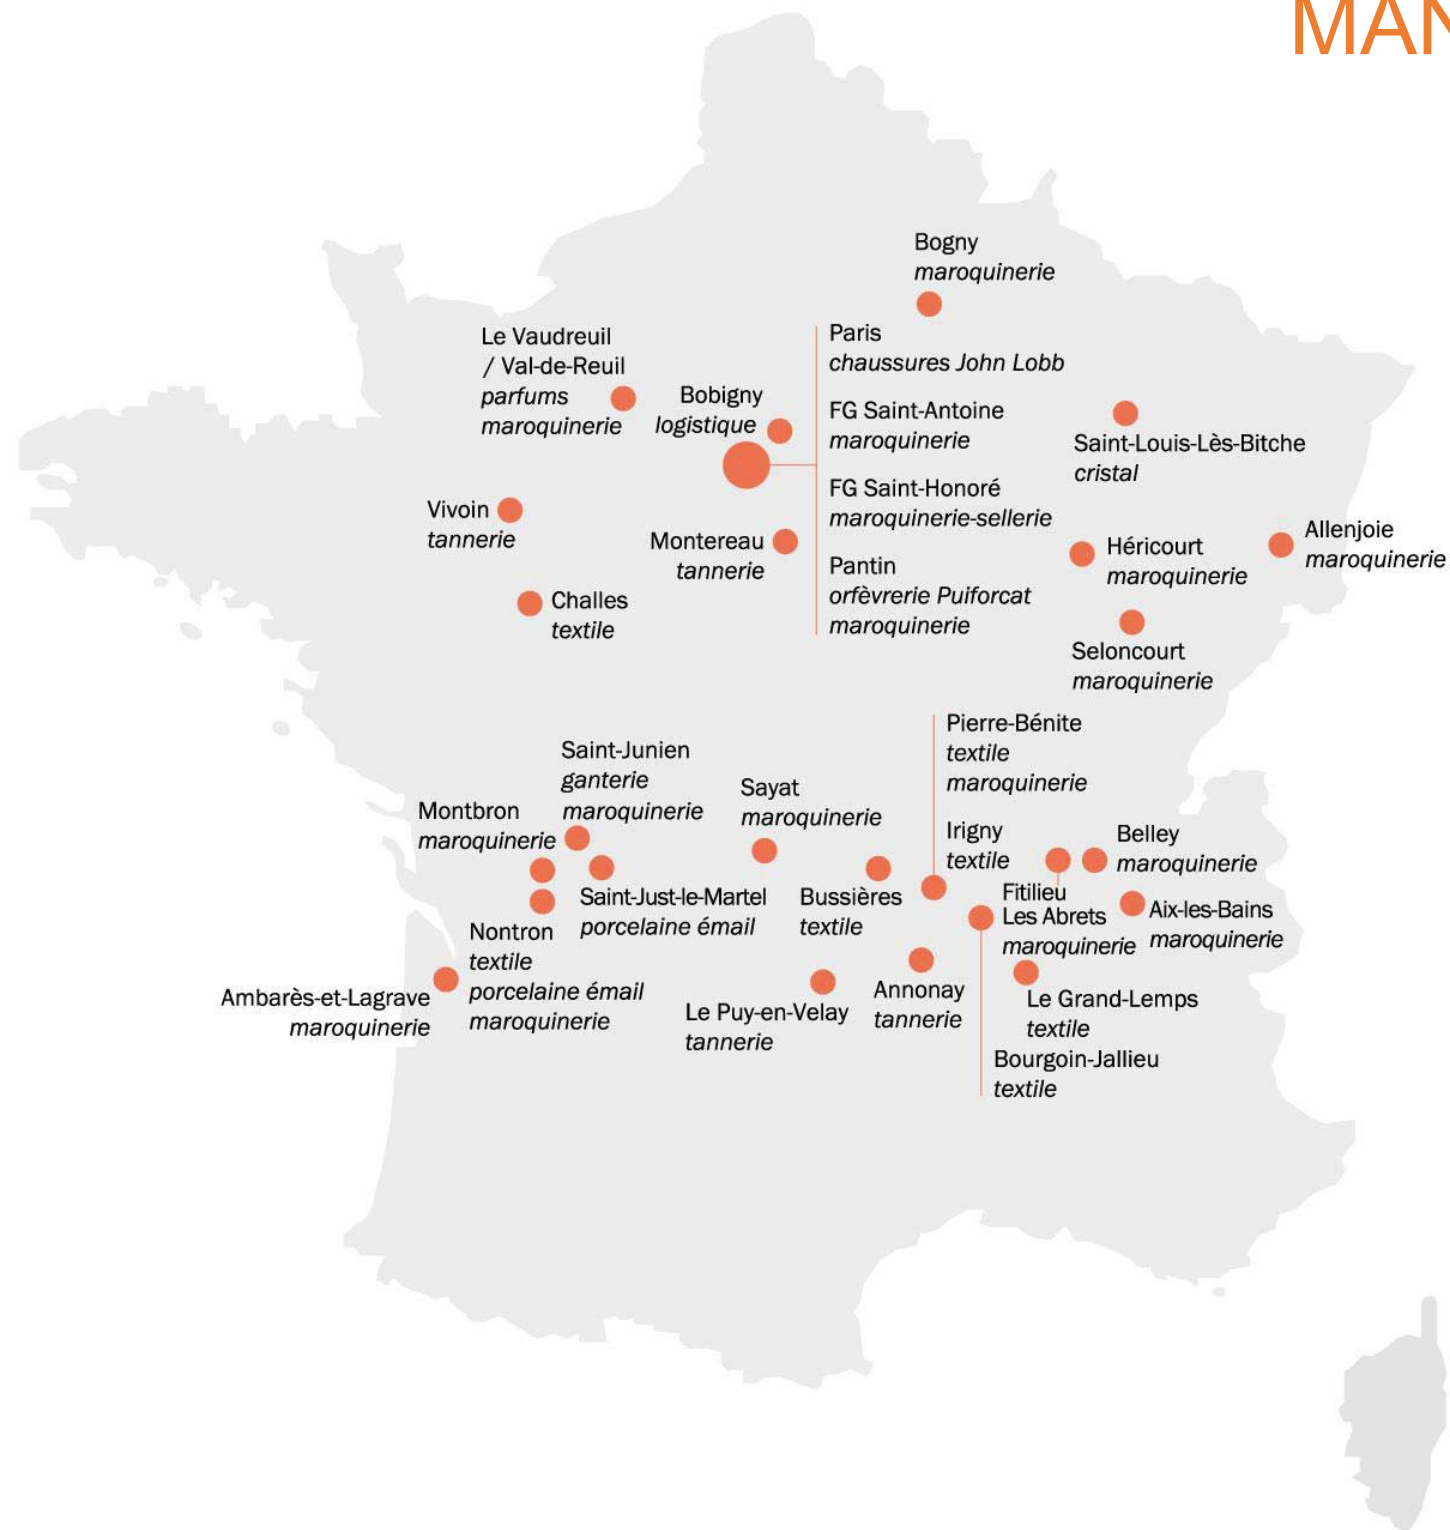 MAN
Bogny
maroquinerie
Le Vaudreuil
/ Val-de-Reuil
parfums
maroquinerie
Bobigny
logistique
Paris
chaussures John Lobb
FG Saint-Antoine
maroquinerie
FG Saint-Honoré
maroquinerie-sellerie
Pantin
orfèvrerie Puiforcat
maroquinerie
Saint-Louis-Lès-Bitche
cristal
Vivoin
tannerie
Montereau
tannerie
Héricourt
maroquinerie
Allenjoie
maroquinerie
Challes
textile
Seloncourt
maroquinerie
Pierre-Bénite
textile
maroquinerie
Irigny
textile
Saint-Junien
ganterie
maroquinerie
Sayat
maroquinerie
Montbron
maroquinerie
Belley
maroquinerie
Saint-Just-le-Martel
porcelaine émail
Bussières
textile
Fitilieu
Les Abrets
maroquinerie
Aix-les-Bains
maroquinerie
Nontron
textile
porcelaine émail
maroquinerie
Ambarès-et-Lagrave
maroquinerie
Le Puy-en-Velay
tannerie
Annonay
tannerie
Le Grand-Lemps
textile
Bourgoin-Jallieu
textile